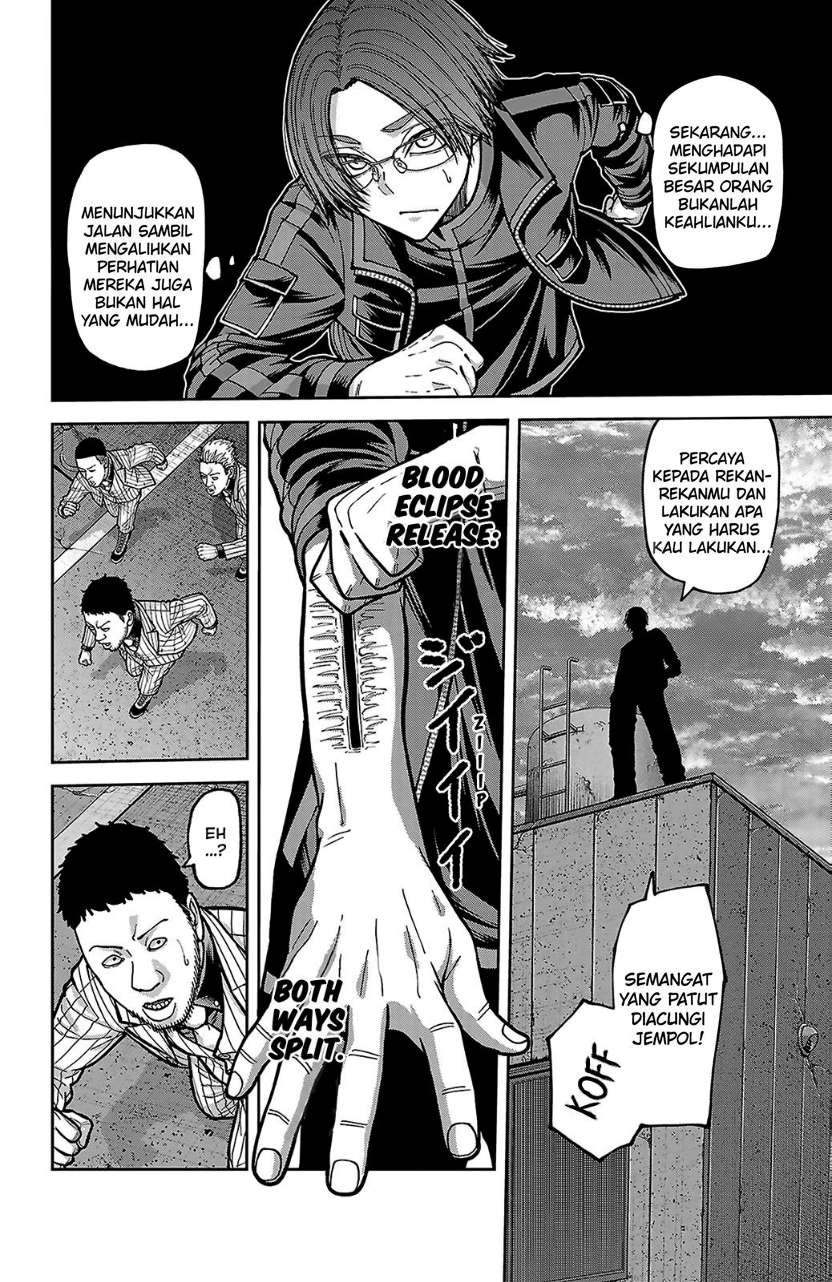 SEKARANG...
MENGHADAPI
SEKUMPULAN
BESAR ORANG
BUKANLAH
KEAHLIANKU...
MENUNJUKKAN
JALAN SAMBIL
MENGALIHKAN
PERHATIAN
MEREKA JUGA
BUKAN HAL
YANG MUDAH...
PERCAYA
KEPADA REKAN-
REKANMU DAN
LAKUKAN APA
YANG HARUS
KAU LAKUKAN...
SEMANGAT
YANG PATUT
DIACUNGI
JEMPOL!
KOFF
BLOOD
ECLIPSE
RELEASE:
ジイイイイ
ZIIIP
BOTH
WAYS
SPLIT.
EH
...?